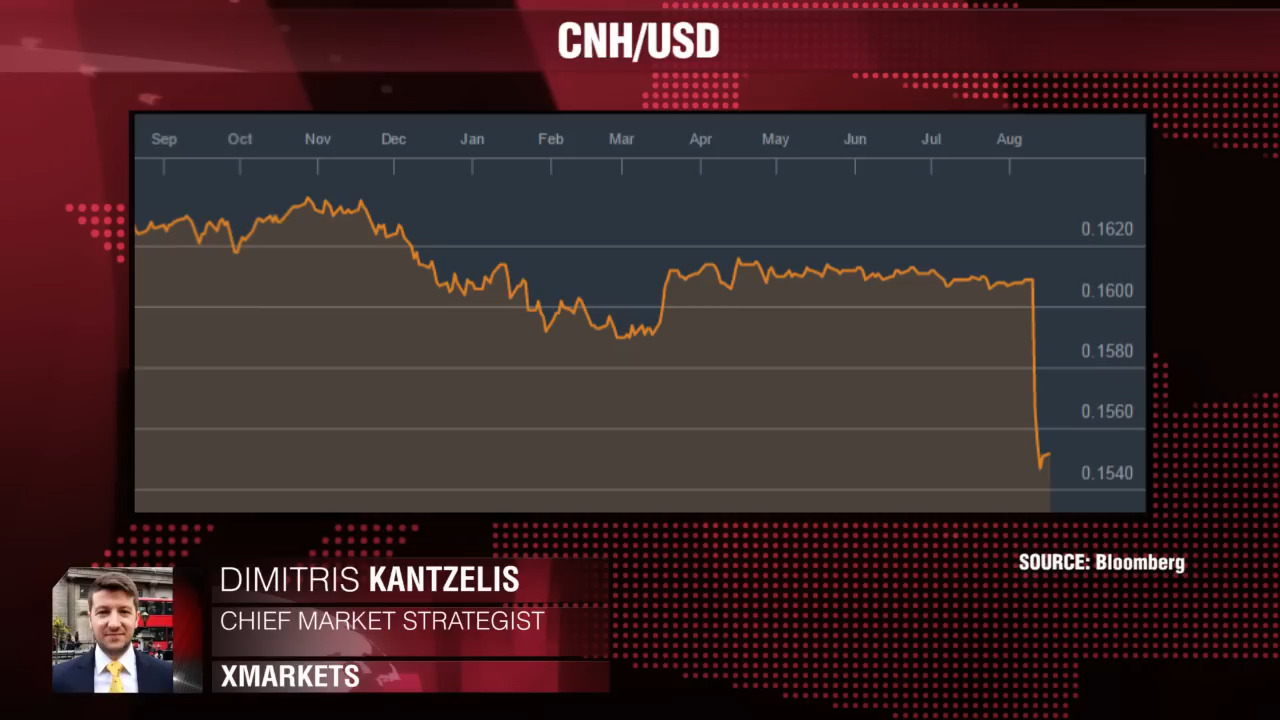 CNH/USD
Sep Oct Nov Dec Jan Feb Mar Apr May Jun Jul Aug
0.1620
0.1600
0.1580
0.1560
0.1540
SOURCE: Bloomberg
DIMITRIS KANTZELIS
CHIEF MARKET STRATEGIST
XMARKETS